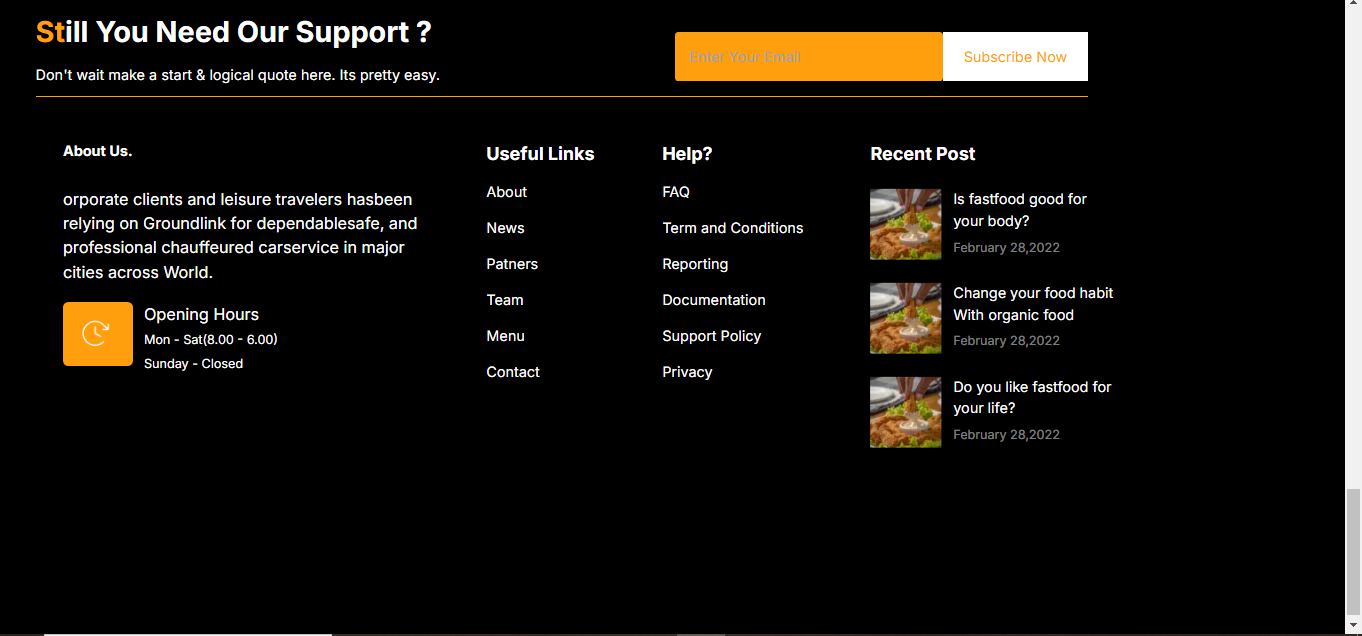 Still You Need Our Support ?
Don't wait make a start & logical quote here. Its pretty easy.
Enter Your Email
Subscribe Now
About Us.
orporate clients and leisure travelers hasbeen
relying on Groundlink for dependablesafe, and
professional chauffeured carservice in major
cities across World.
Opening Hours
Mon - Sat(8.00 - 6.00)
Sunday - Closed
Useful Links
About
News
Patners
Team
Menu
Contact
Help?
FAQ
Term and Conditions
Reporting
Documentation
Support Policy
Privacy
Recent Post
Is fastfood good for
your body?
February 28,2022
Change your food habit
With organic food
February 28,2022
Do you like fastfood for
your life?
February 28,2022